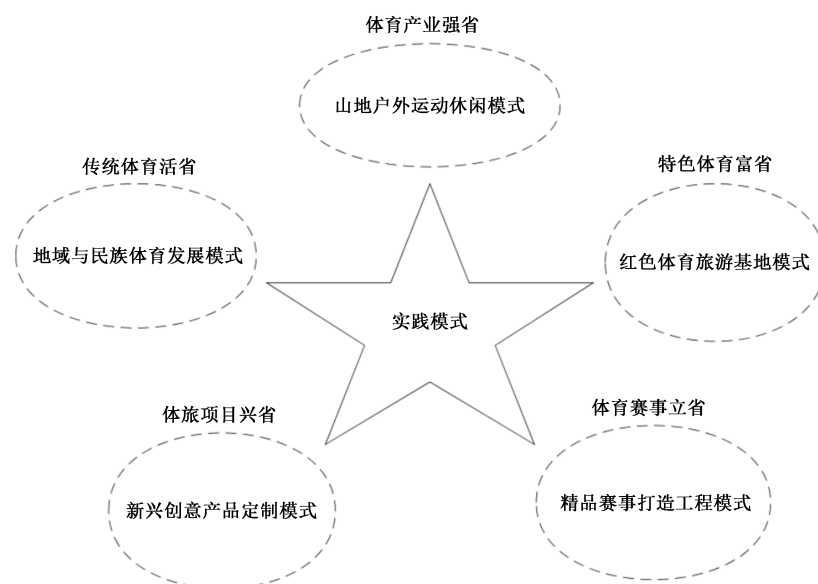 体育产业强省
山地户外运动休闲模式
传统体育活省
特色体育富省
地域与民族体育发展模式
红色体育旅游基地模式
实践模式
体旅项目兴省
体育赛事立省
新兴创意产品定制模式
精品赛事打造工程模式